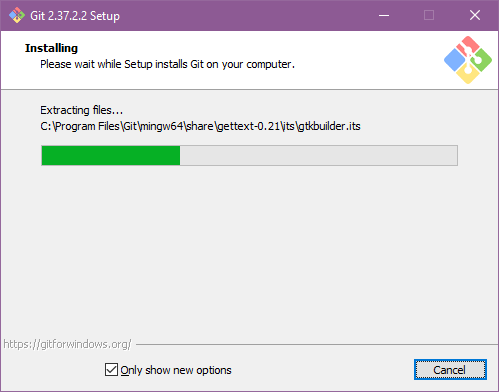 Git 2.37.2.2 Setup
Installing
Please wait while Setup installs Git on your computer.
Extracting files...
C:\Program Files\Git\mingw64\share\gettext-0.21\its\gtkbuilder.its
https://gitforwindows.org/
Only show new options
Cancel